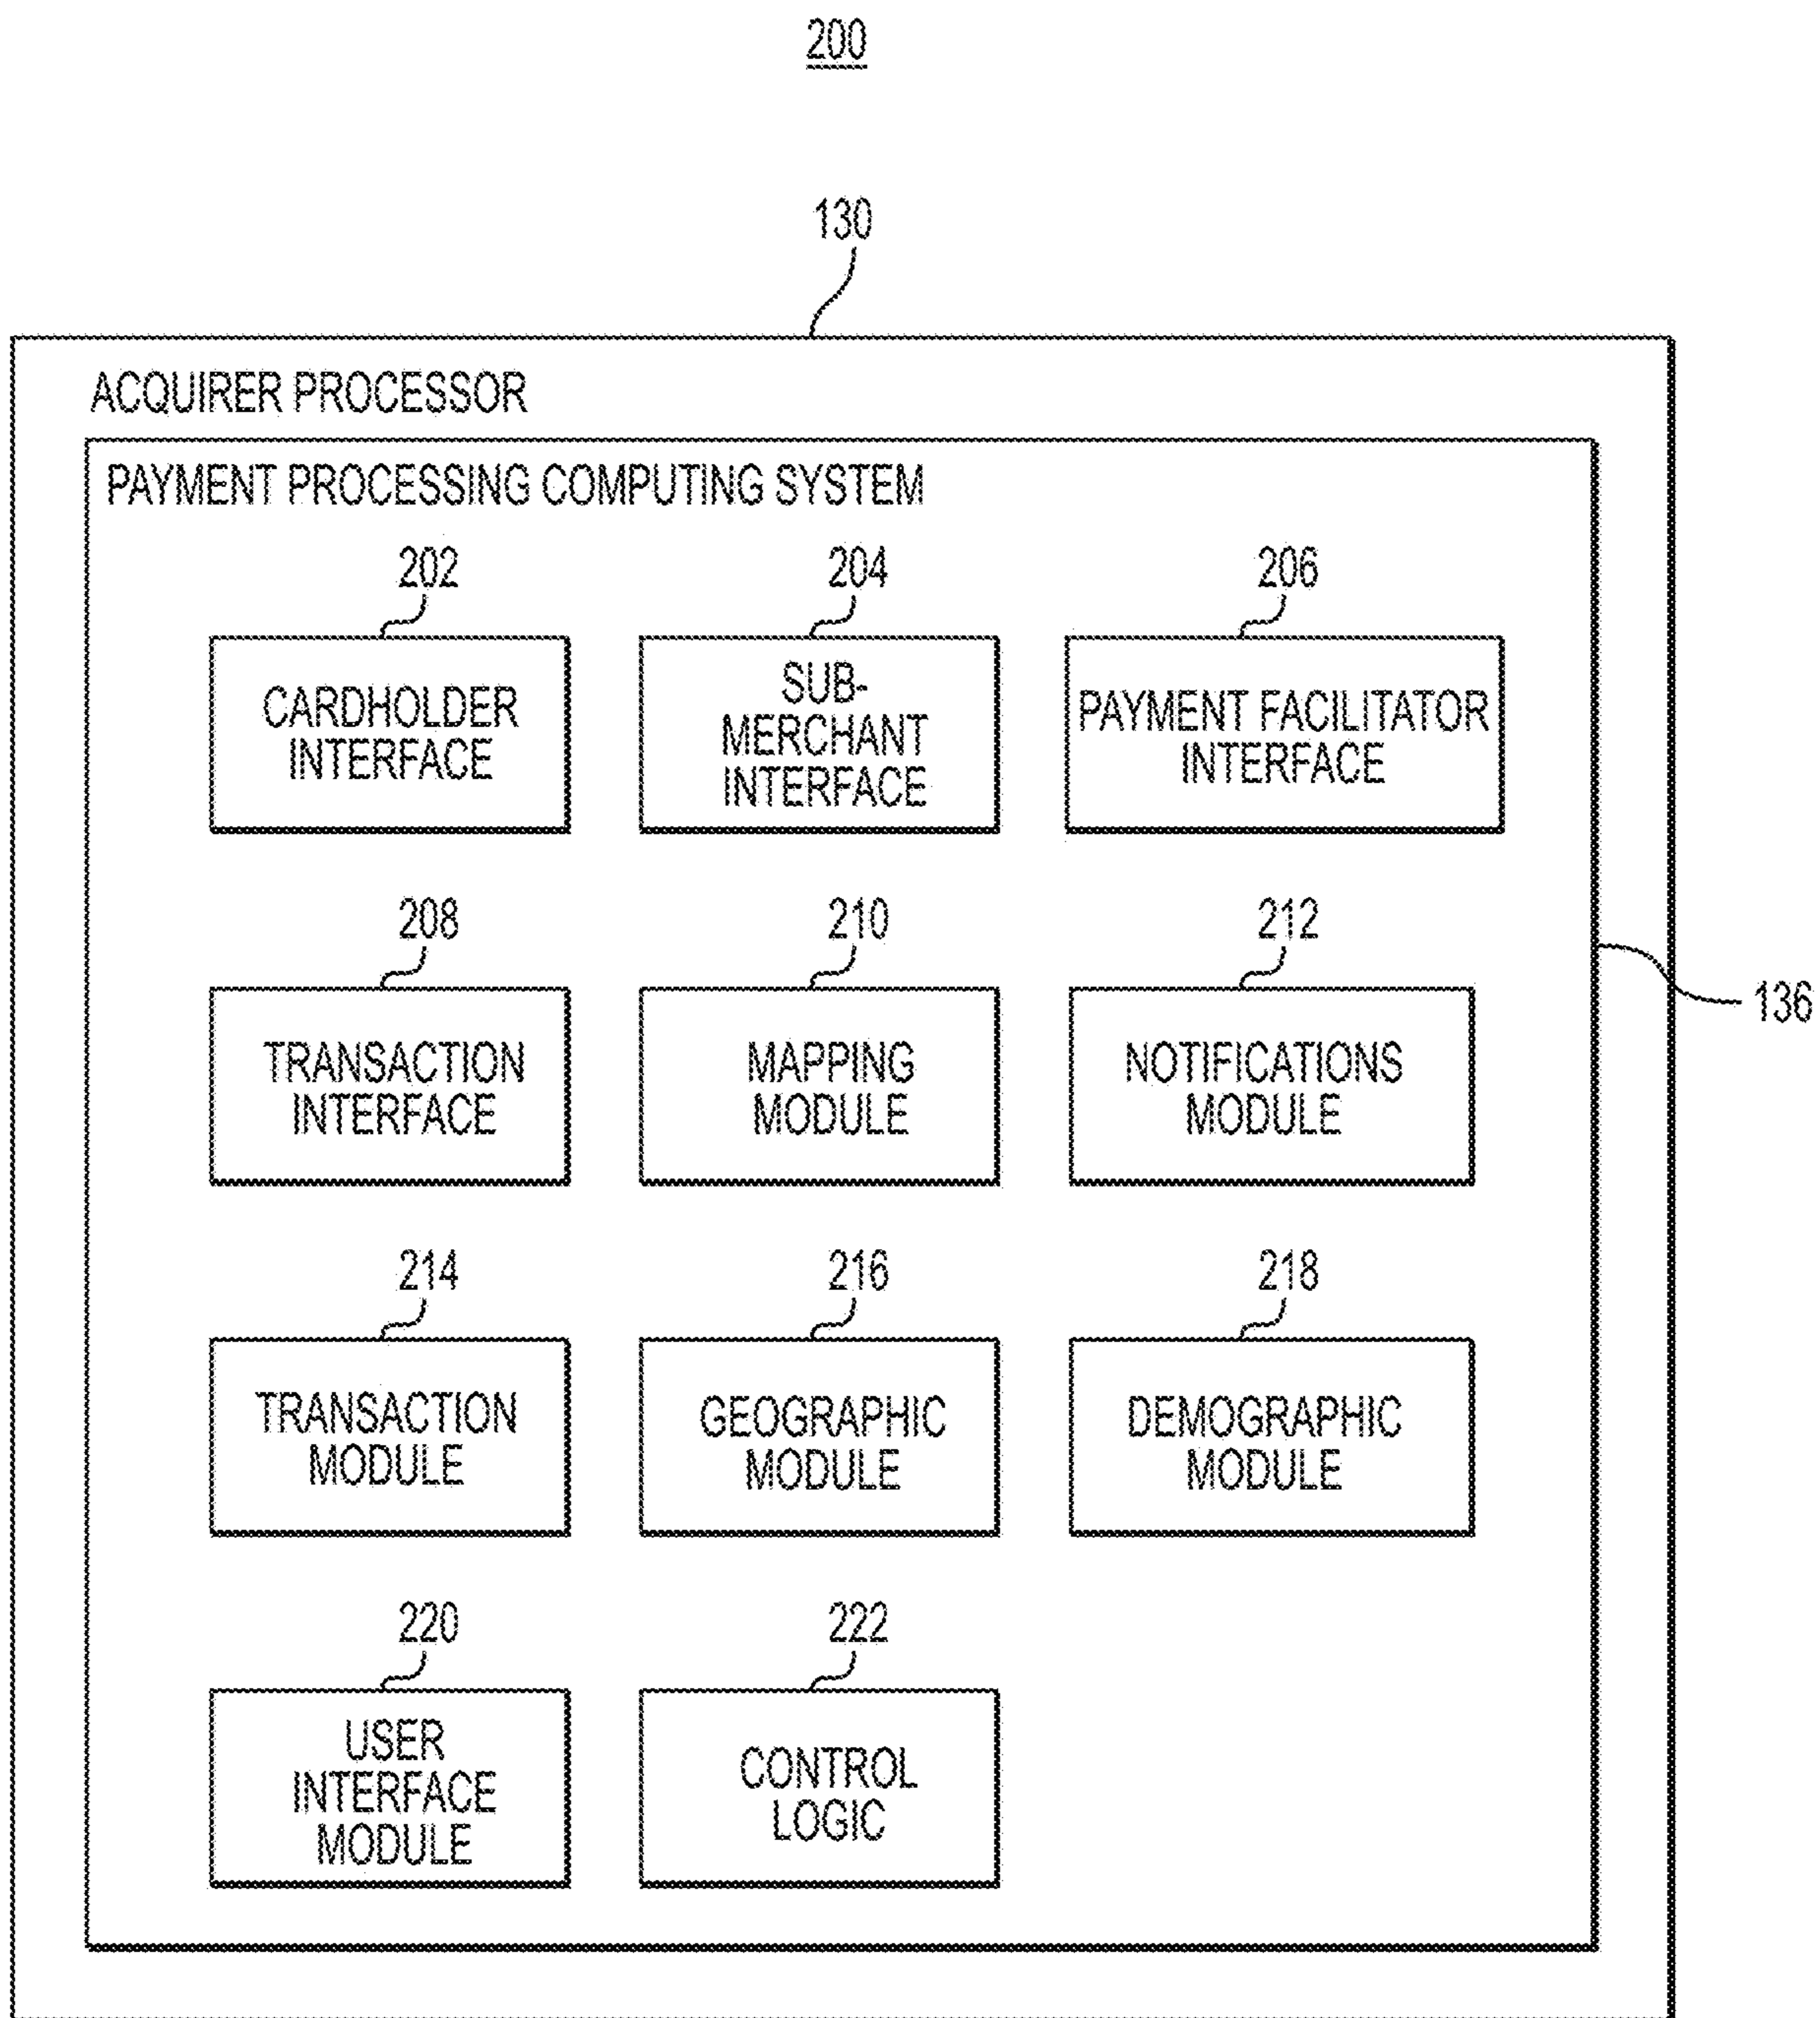 200
130
ACQUIRER PROCESSOR
PAYMENT PROCESSING COMPUTING SYSTEM
202
CARDHOLDER
INTERFACE
204
SUB-
MERCHANT
INTERFACE
206
PAYMENT FACILITATOR
INTERFACE
208
TRANSACTION
INTERFACE
210
MAPPING
MODULE
212
NOTIFICATIONS
MODULE
136
214
TRANSACTION
MODULE
216
GEOGRAPHIC
MODULE
218
DEMOGRAPHIC
MODULE
220
USER
INTERFACE
MODULE
222
CONTROL
LOGIC